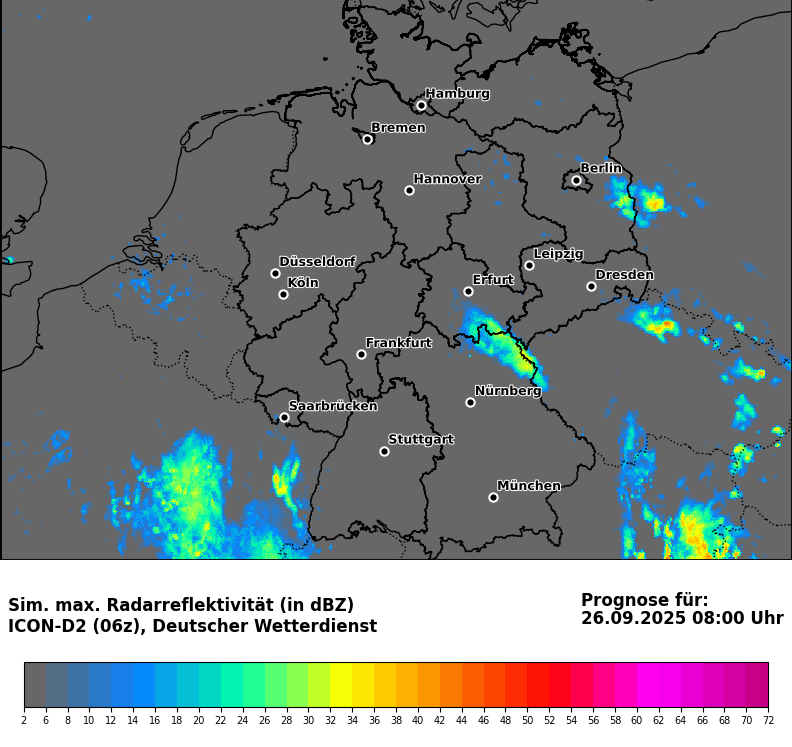 Hamburg
Bremen
Berlin
Hannover
Leipzig
Düsseldorf
Dresden
Erfurt
Köln
Frankfurt
Nürnberg
Saarbrücken
Stuttgart
München
Sim. max. Radarreflektivität (in dBZ)
ICON-D2 (06z), Deutscher Wetterdienst
Prognose für:
26.09.2025 08:00 Uhr
2 6 8 10 12 14 16 18 20 22 24 26 28 30 32 34 36 38 40 42 44 46 48 50 52 54 56 58 60 62 64 66 68 70 72